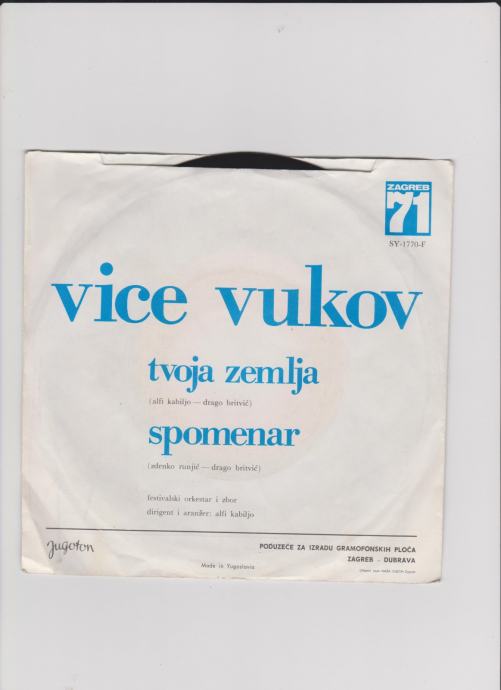 ZAGREB
71
SY-1770-F
vice vukov
tvoja zemlja
(alfi kabiljo — drago britvić)
spomenar
(zdenko runjić — drago britvić)
festivalski orkestar i zbor
dirigent i aranžer: alfi kabiljo
jugoton
PODUZEĆE ZA IZRADU GRAMOFONSKIH PLOČA
ZAGREB - DUBRAVA
Made in Yugoslavia